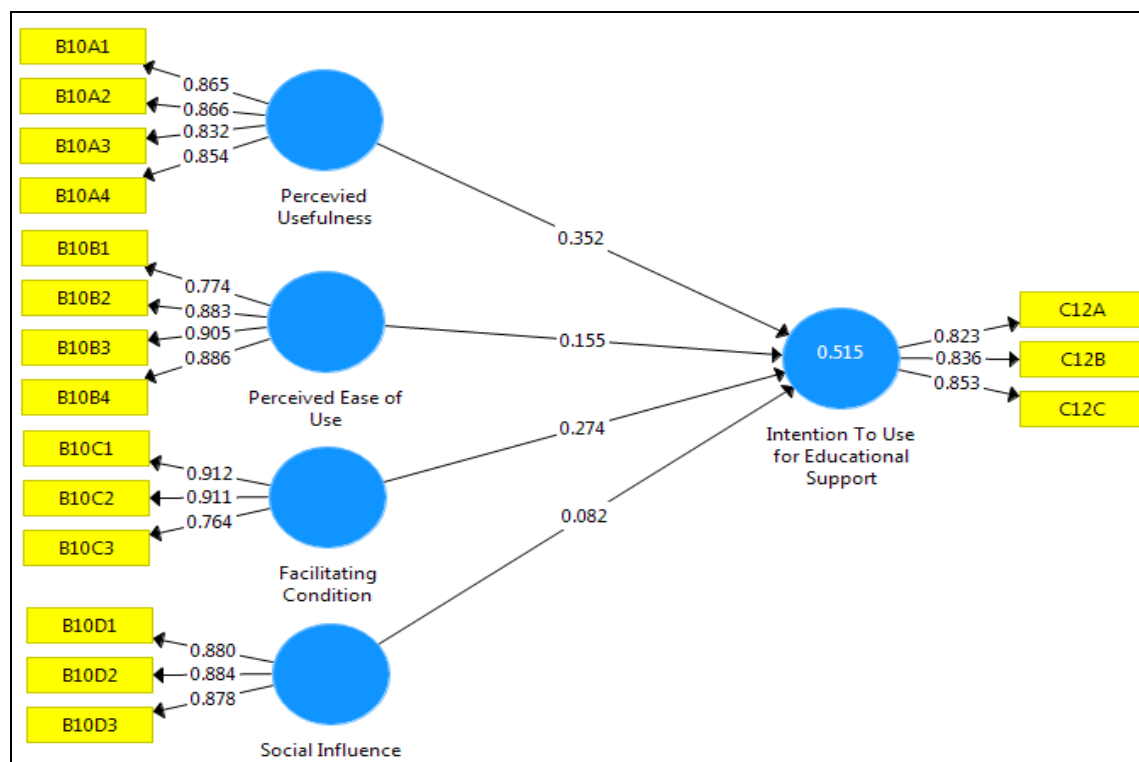 B10A1
0.865
B10A2
0.866
B10A3
0.832
B10A4
0.854
Percevied
Usefulness
0.352
B10B1
0.774
B10B2
0.883
B10B3
0.905
B10B4
0.886
Perceived Ease of
Use
0.155
B10C1
0.912
B10C2
0.911
B10C3
0.764
Facilitating
Condition
0.274
B10D1
0.880
B10D2
0.884
B10D3
0.878
Social Influence
0.082
0.515
Intention To Use
for Educational
Support
0.823
C12A
0.836
C12B
0.853
C12C